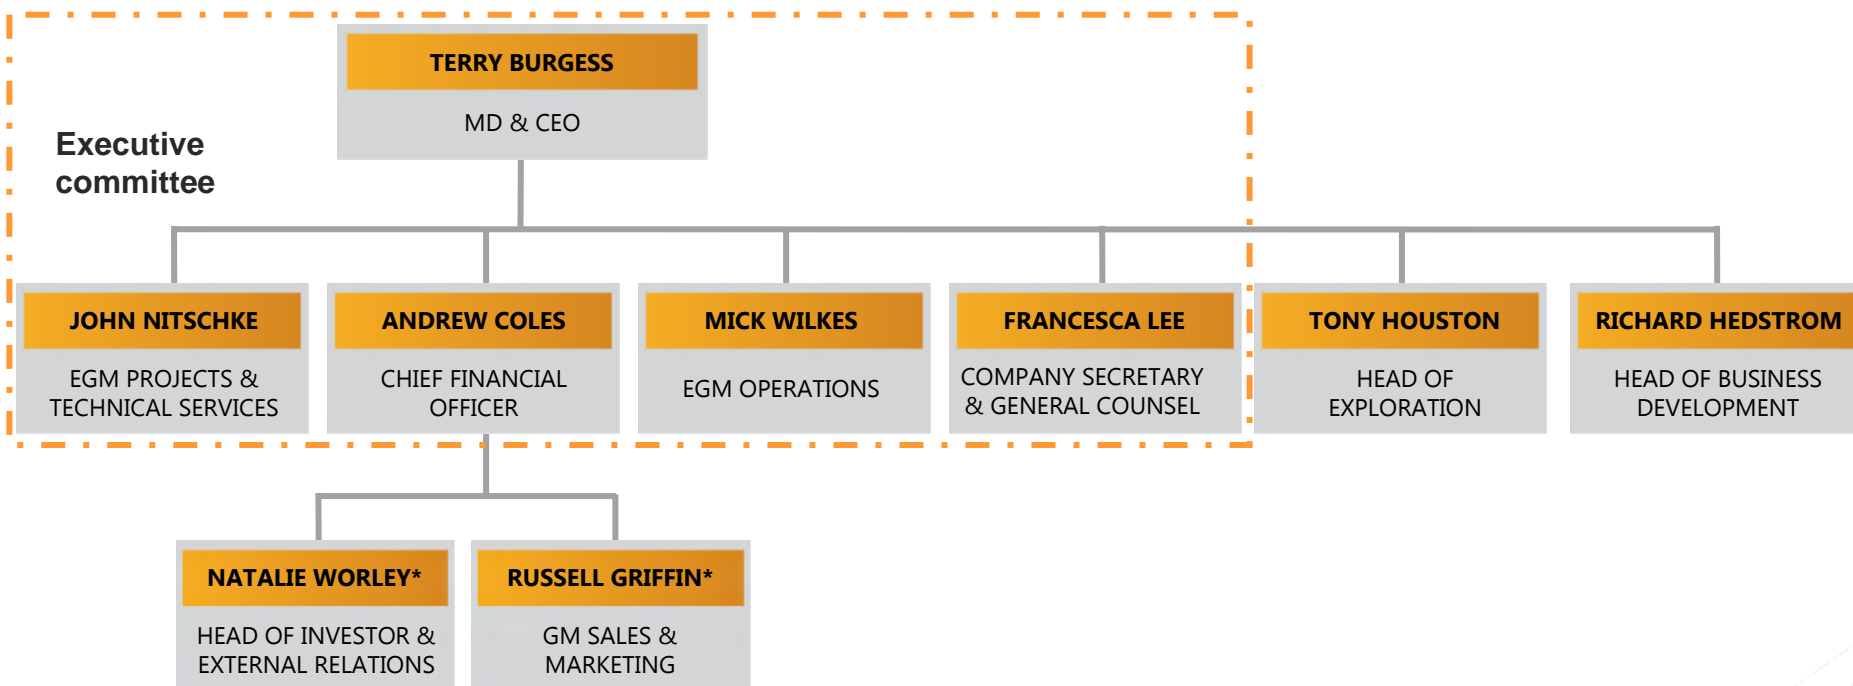 TERRY BURGESS
MD & CEO
Executive
committee
JOHN NITSCHKE
EGM PROJECTS &
TECHNICAL SERVICES
ANDREW COLES
CHIEF FINANCIAL
OFFICER
MICK WILKES
EGM OPERATIONS
FRANCESCA LEE
COMPANY SECRETARY
& GENERAL COUNSEL
TONY HOUSTON
HEAD OF
EXPLORATION
RICHARD HEDSTROM
HEAD OF BUSINESS
DEVELOPMENT
NATALIE WORLEY*
HEAD OF INVESTOR &
EXTERNAL RELATIONS
RUSSELL GRIFFIN*
GM SALES &
MARKETING